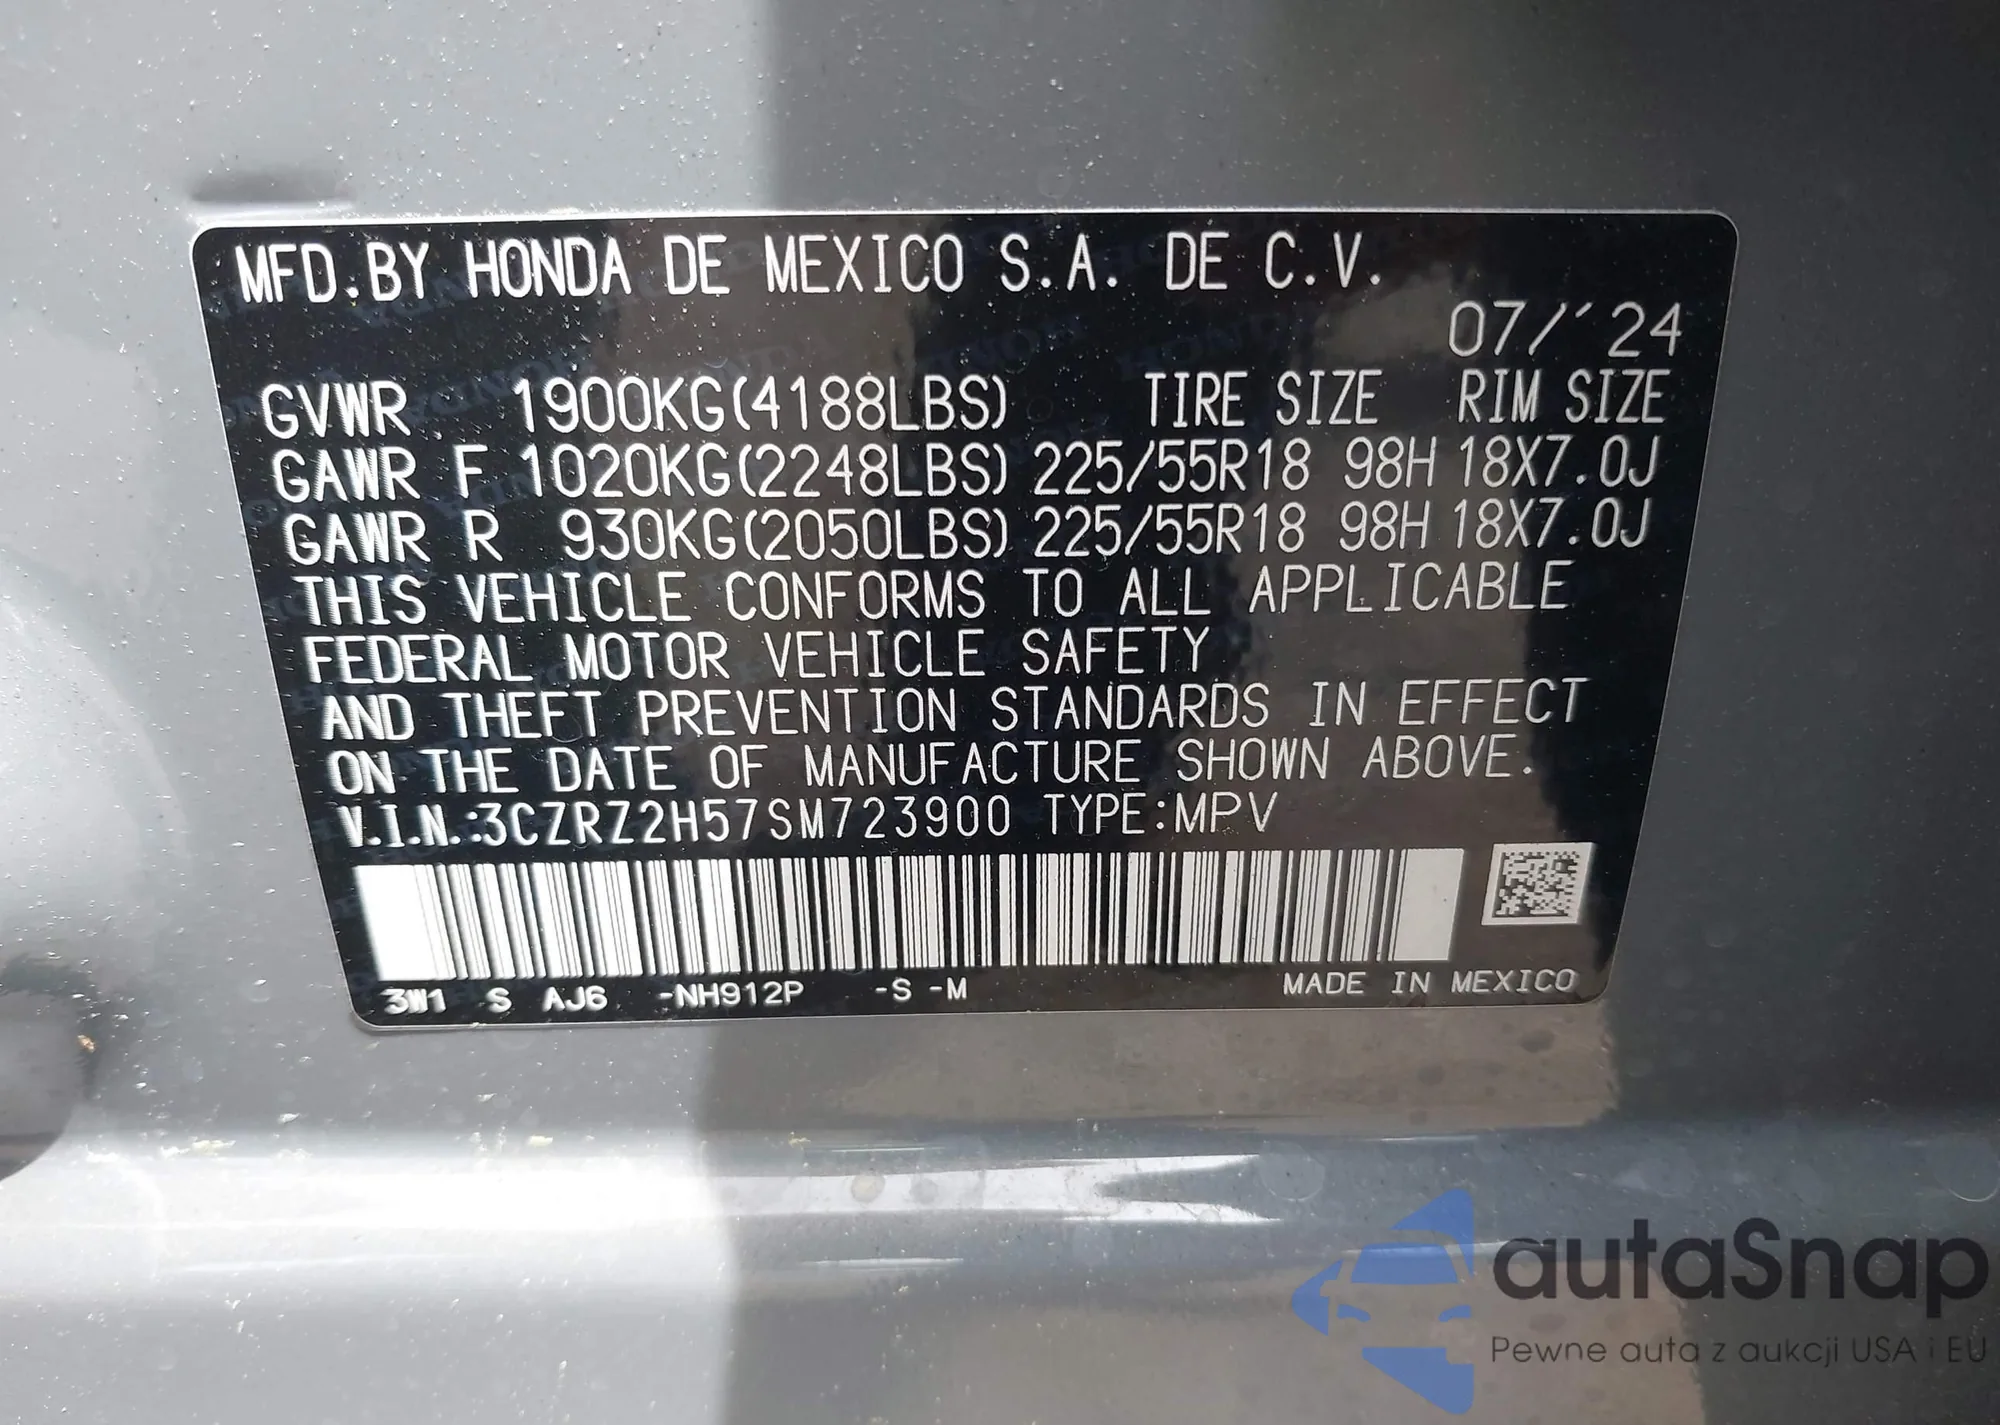 MFD.BY HONDA DE MEXICO S.A. DE C.V.
07/'24
GVWR 1900KG(4188LBS) TIRE SIZE RIM SIZE
GAWR F 1020KG(2248LBS) 225/55R18 98H 18X7.0J
GAWR R 930KG(2050LBS) 225/55R18 98H 18X7.0J
THIS VEHICLE CONFORMS TO ALL APPLICABLE
FEDERAL MOTOR VEHICLE SAFETY
AND THEFT PREVENTION STANDARDS IN EFFECT
ON THE DATE OF MANUFACTURE SHOWN ABOVE.
V.I.N.:3CZRZ2H57SM723900 TYPE:MPV
3W1 S AJ6 -NH912P -S -M MADE IN MEXICO
autaSnap
Pewne auta z aukcji USA i EU